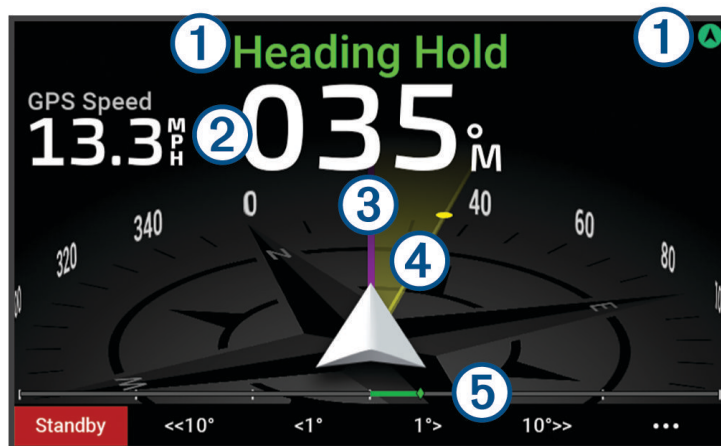 1 Heading Hold 1
GPS Speed
13.3 MPH 2 035°M
3
0 40
340 60
4
320 80
N
E
W
5
Standby <<10° <1° 1°> 10°>> •••